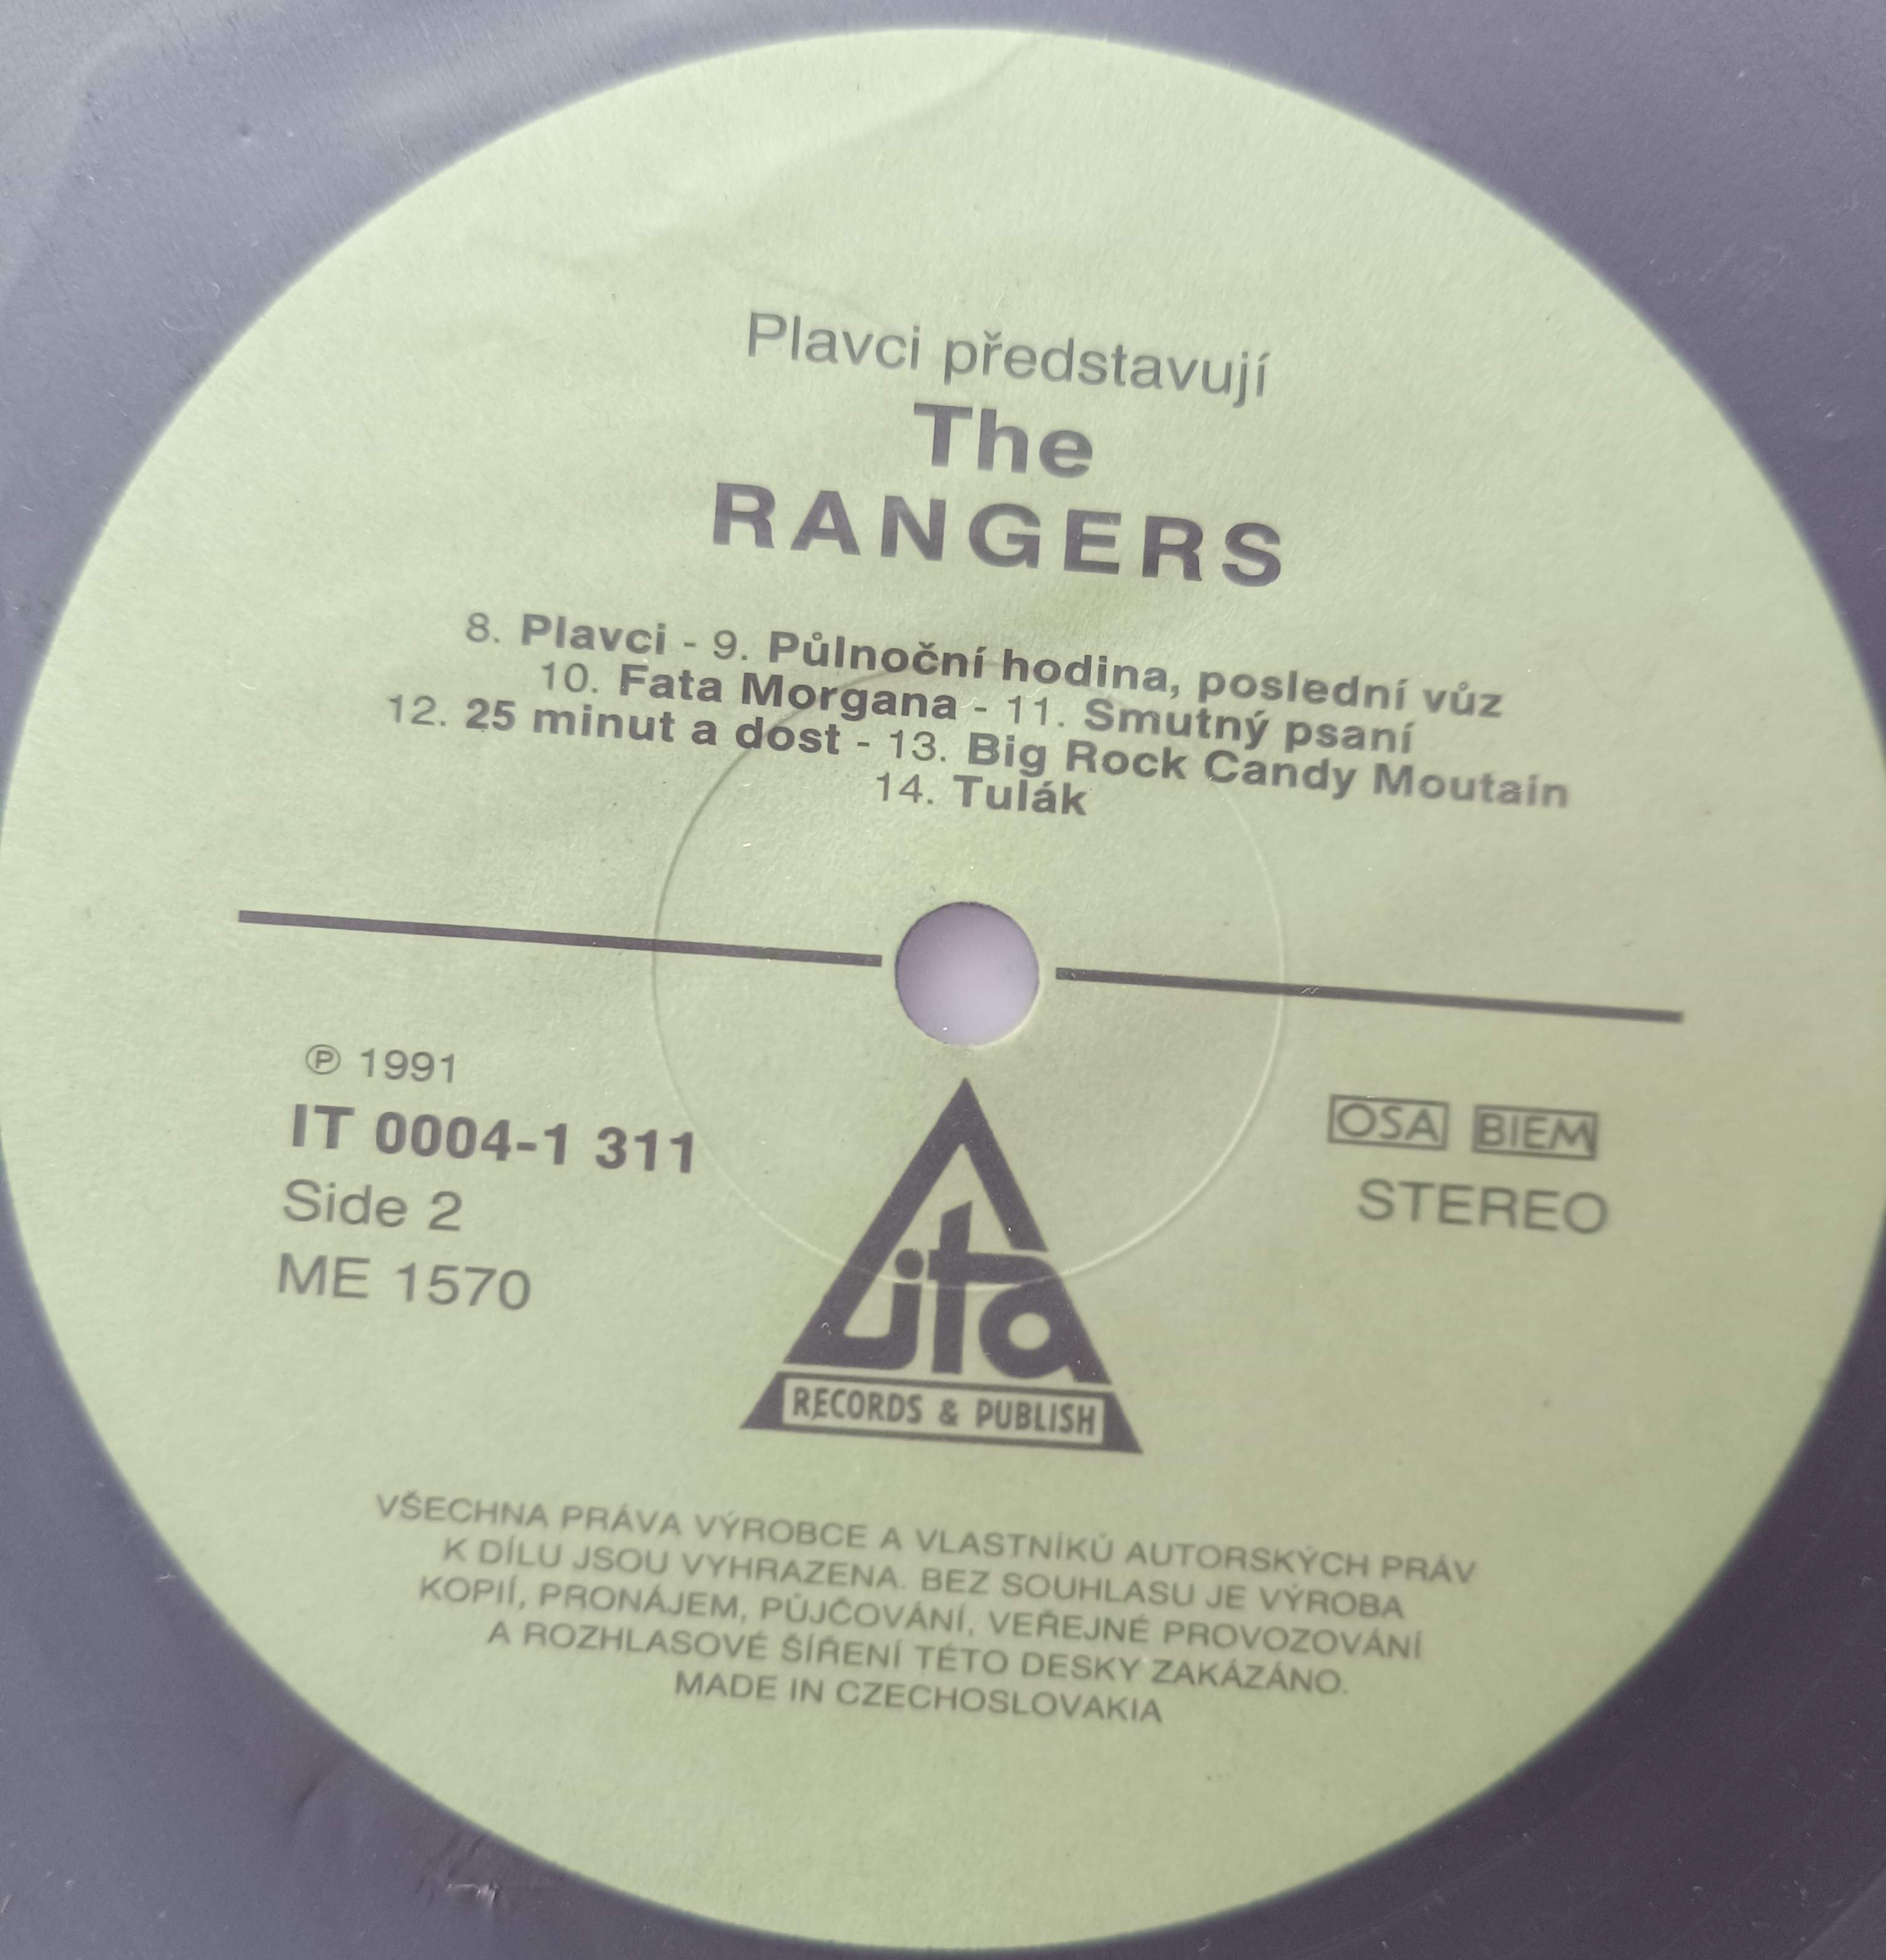 Plavci představují
The
RANGERS
8. Plavci - 9. Půlnoční hodina, poslední vůz
10. Fata Morgana - 11. Smutný psaní
12. 25 minut a dost - 13. Big Rock Candy Moutain
14. Tulák
℗ 1991
IT 0004-1 311
Side 2
ME 1570
OSA BIEM
STEREO
ita
RECORDS & PUBLISH
VŠECHNA PRÁVA VÝROBCE A VLASTNÍKŮ AUTORSKÝCH PRÁV
K DÍLU JSOU VYHRAZENA. BEZ SOUHLASU JE VÝROBA
KOPIÍ, PRONÁJEM, PŮJČOVÁNÍ, VEŘEJNÉ PROVOZOVÁNÍ
A ROZHLASOVÉ ŠÍŘENÍ TÉTO DESKY ZAKÁZÁNO.
MADE IN CZECHOSLOVAKIA